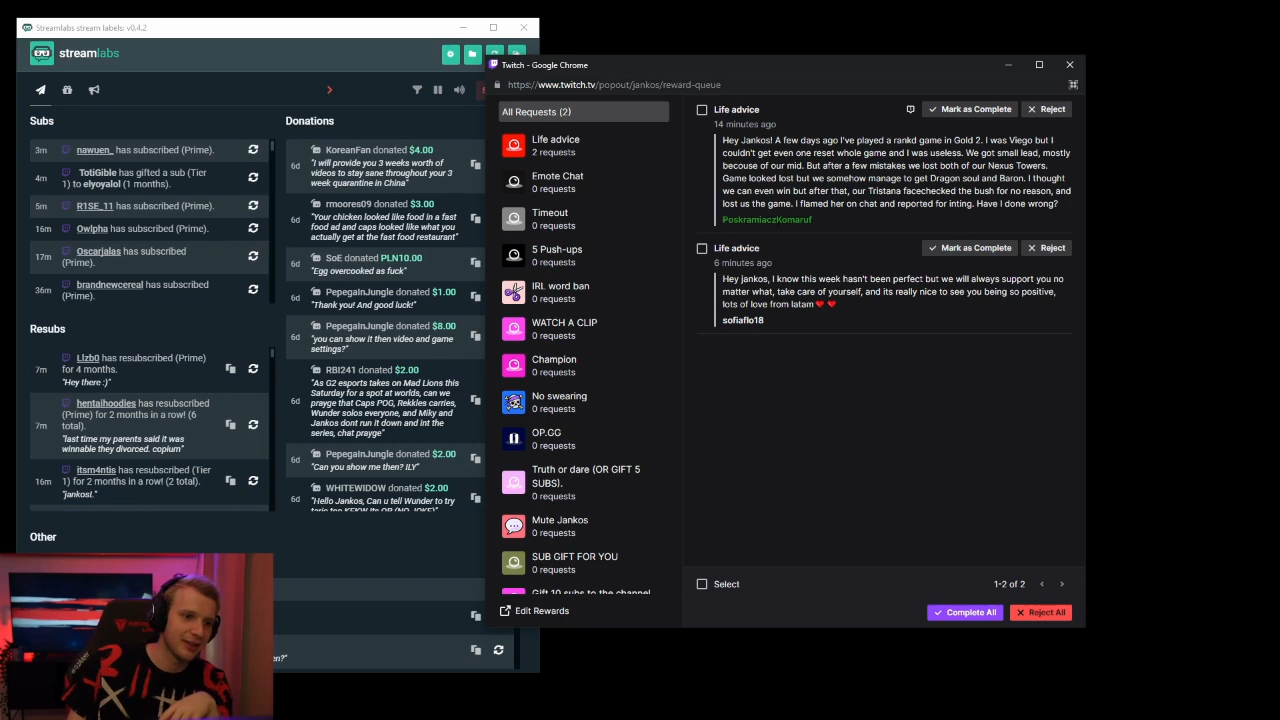 Streamlabs stream labels: v0.4.2
streamlabs
Subs
3m nawuen_ has subscribed (Prime).
4m TotiGible has gifted a sub (Tier
1) to elyoyalol (1 months).
5m R1SE_11 has subscribed (Prime).
16m Owlpha has subscribed (Prime).
17m Oscarjalas has subscribed
(Prime).
36m brandnewcereal has subscribed
(Prime).
Resubs
7m Llzb0 has resubscribed (Prime)
for 4 months.
"Hey there :)"
7m hentaihoodies has resubscribed
(Prime) for 2 months in a row! (6
total).
"last time my parents said it was
winnable they divorced. copium"
16m itsm4ntis has resubscribed (Tier
1) for 2 months in a row! (2 total).
"jankosl."
Other
Donations
6d KoreanFan donated $4.00
"I will provide you 3 weeks worth of
videos to stay sane throughout your 3
week quarantine in China"
6d rmoores09 donated $3.00
"Your chicken looked like food in a fast
food ad and caps looked like what you
actually get at the fast food restaurant"
6d SoE donated PLN10.00
"Egg overcooked as fuck"
6d PepegaInJungle donated $1.00
"Thank you! And good luck!"
6d PepegaInJungle donated $8.00
"you can show it then video and game
settings?"
6d RBI241 donated $2.00
"As G2 esports takes on Mad Lions this
Saturday for a spot at worlds, can we
prayge that Caps POG, Rekkles carries,
Wunder solos everyone, and Miky and
Jankos dont run it down and int the
series, chat prayge"
6d PepegaInJungle donated $2.00
"Can you show me then? ILY"
6d WHITEWIDOW donated $2.00
"Hello Jankos, Can u tell Wunder to try
en?"
Twitch - Google Chrome
https://www.twitch.tv/popout/jankos/reward-queue
All Requests (2)
Life advice
2 requests
Emote Chat
0 requests
Timeout
0 requests
5 Push-ups
0 requests
IRL word ban
0 requests
WATCH A CLIP
0 requests
Champion
0 requests
No swearing
0 requests
OP.GG
0 requests
Truth or dare (OR GIFT 5
SUBS).
0 requests
Mute Jankos
0 requests
SUB GIFT FOR YOU
0 requests
Gift 10 subs to the channel
Edit Rewards
Life advice Mark as Complete Reject
14 minutes ago
Hey Jankos! A few days ago I've played a rankd game in Gold 2. I was Viego but I
couldn't get even one reset whole game and I was useless. We got small lead, mostly
becouse of our mid. But after a few mistakes we lost both of our Nexus Towers.
Game looked lost but we somehow manage to get Dragon soul and Baron. I thought
we can even win but after that, our Tristana facechecked the bush for no reason, and
lost us the game. I flamed her on chat and reported for inting. Have I done wrong?
PoskramiaczKomaruf
Life advice Mark as Complete Reject
6 minutes ago
Hey jankos, I know this week hasn't been perfect but we will always support you no
matter what, take care of yourself, and its really nice to see you being so positive,
lots of love from latam
sofiaflo18
Select 1-2 of 2
Complete All Reject All